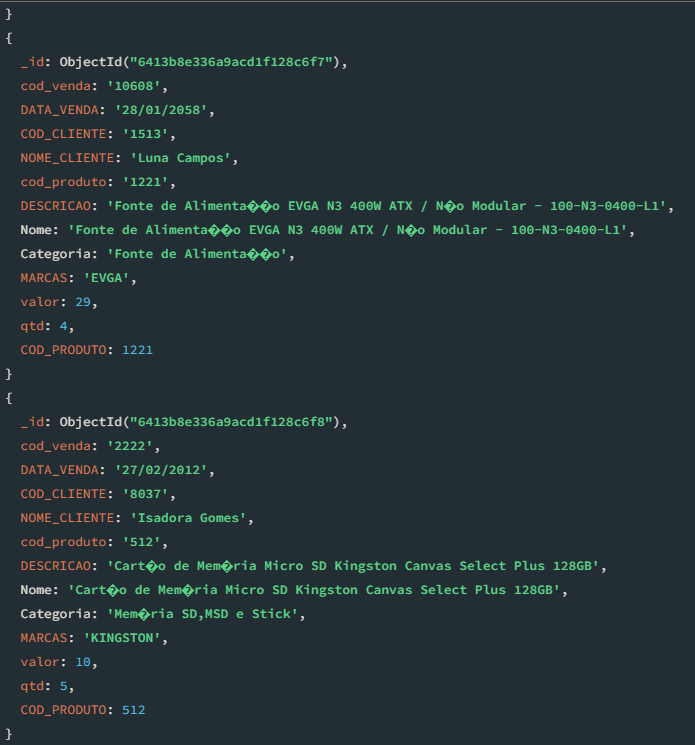 }
{
_id: ObjectId("6413b8e336a9acd1f128c6f7"),
cod_venda: '10608',
DATA_VENDA: '28/01/2058',
COD_CLIENTE: '1513',
NOME_CLIENTE: 'Luna Campos',
cod_produto: '1221',
DESCRICAO: 'Fonte de Alimenta��o EVGA N3 400W ATX / N�o Modular - 100-N3-0400-L1',
Nome: 'Fonte de Alimenta��o EVGA N3 400W ATX / N�o Modular - 100-N3-0400-L1',
Categoria: 'Fonte de Alimenta��o',
MARCAS: 'EVGA',
valor: 29,
qtd: 4,
COD_PRODUTO: 1221
}
{
_id: ObjectId("6413b8e336a9acd1f128c6f8"),
cod_venda: '2222',
DATA_VENDA: '27/02/2012',
COD_CLIENTE: '8037',
NOME_CLIENTE: 'Isadora Gomes',
cod_produto: '512',
DESCRICAO: 'Cart�o de Mem�ria Micro SD Kingston Canvas Select Plus 128GB',
Nome: 'Cart�o de Mem�ria Micro SD Kingston Canvas Select Plus 128GB',
Categoria: 'Mem�ria SD,MSD e Stick',
MARCAS: 'KINGSTON',
valor: 10,
qtd: 5,
COD_PRODUTO: 512
}